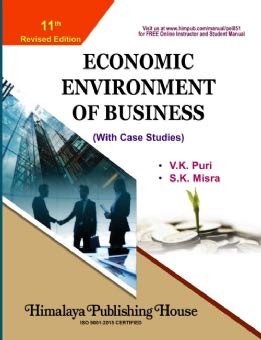 11th
Revised Edition
Visit us at www.himpub.com/manual/pei851
for FREE Online Instructor and Student Manual
ECONOMIC
ENVIRONMENT
OF BUSINESS
(With Case Studies)
• V.K. Puri
• S.K. Misra
Himalaya Publishing House
ISO 9001:2015 CERTIFIED